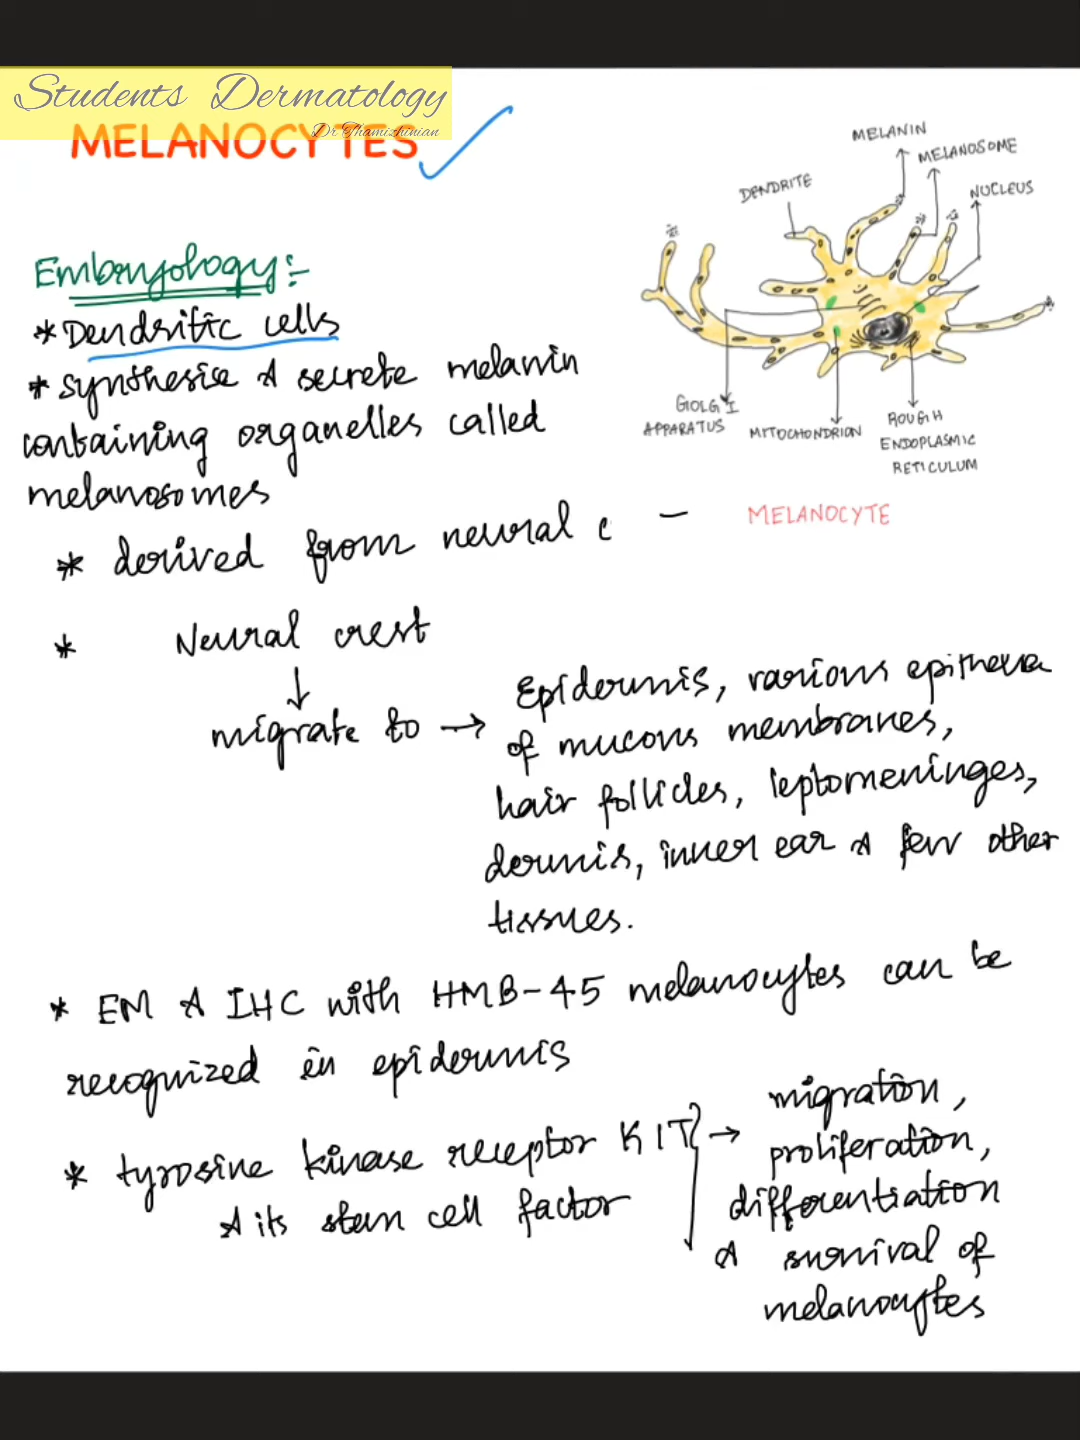 Students Dermatology
Dr Thamizhinian
MELANOCYTES
MELANIN
MELANOSOME
DENDRITE
NUCLEUS
GOLGI
APPARATUS
MITOCHONDRION
ROUGH
ENDOPLASMIC
RETICULUM
MELANOCYTE
Embryology:-
* Dendritic cells
* synthesize & secrete melanin
containing organelles called
melanosomes
* derived from neural c
* Neural crest
↓
migrate to → Epidermis, various epithelia
of mucous membranes,
hair follicles, leptomeninges,
dermis, inner ear & few other
tissues.
* EM & IHC with HMB-45 melanocytes can be
recognized in epidermis
* tyrosine kinase receptor KIT
& its stem cell factor
→ migration,
proliferation,
differentiation
& survival of
melanocytes